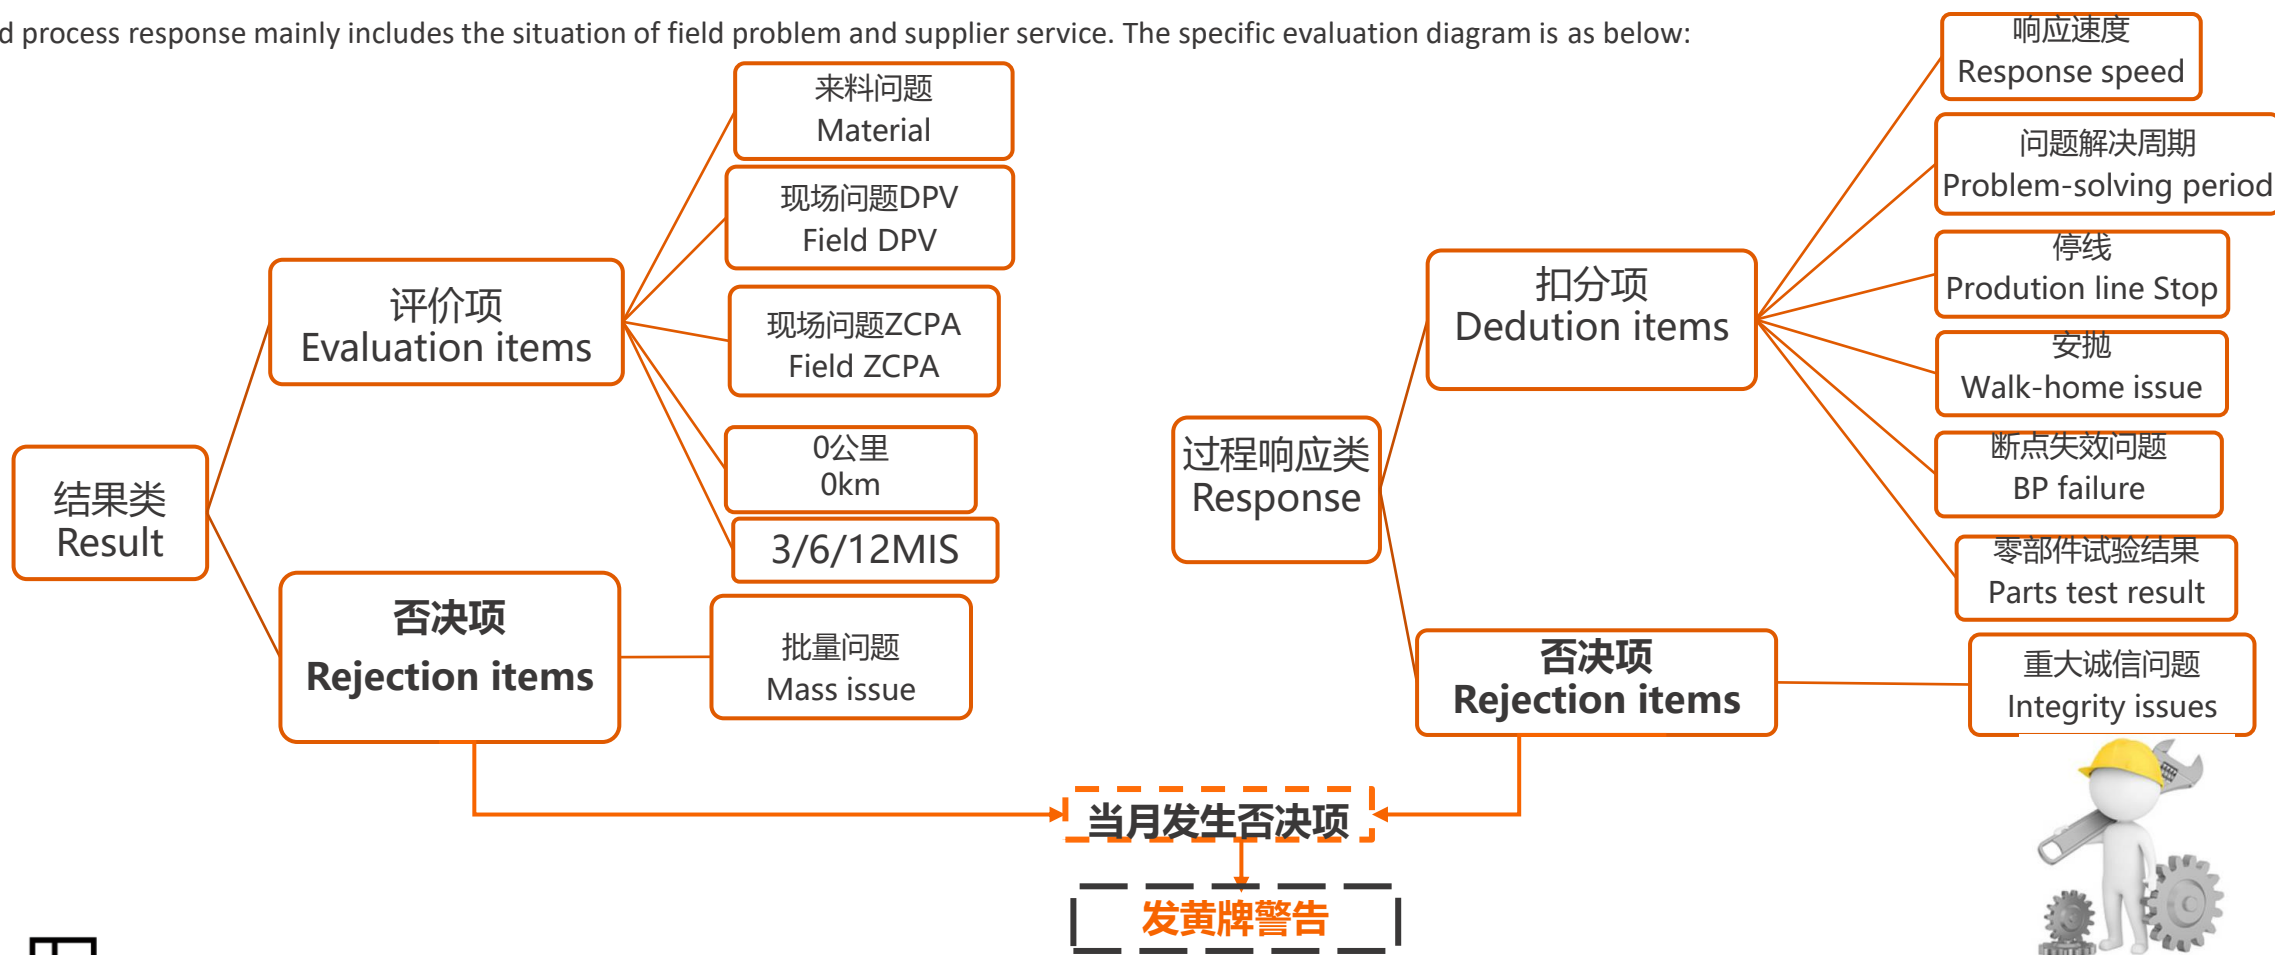 d process response mainly includes the situation of field problem and supplier service. The specific evaluation diagram is as below:
结果类
Result
评价项
Evaluation items
来料问题
Material
现场问题DPV
Field DPV
现场问题ZCPA
Field ZCPA
0公里
0km
3/6/12MIS
否决项
Rejection items
批量问题
Mass issue
过程响应类
Response
扣分项
Dedution items
响应速度
Response speed
问题解决周期
Problem-solving period
停线
Prodution line Stop
安抛
Walk-home issue
断点失效问题
BP failure
零部件试验结果
Parts test result
否决项
Rejection items
重大诚信问题
Integrity issues
当月发生否决项
发黄牌警告